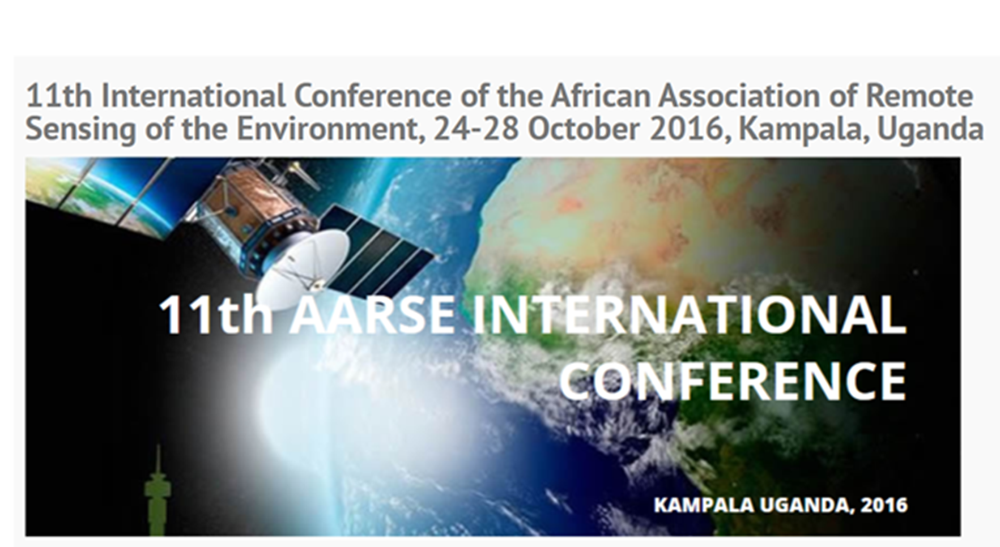 11th International Conference of the African Association of Remote
Sensing of the Environment, 24-28 October 2016, Kampala, Uganda
11th AARSE INTERNATIONAL
CONFERENCE
KAMPALA UGANDA, 2016